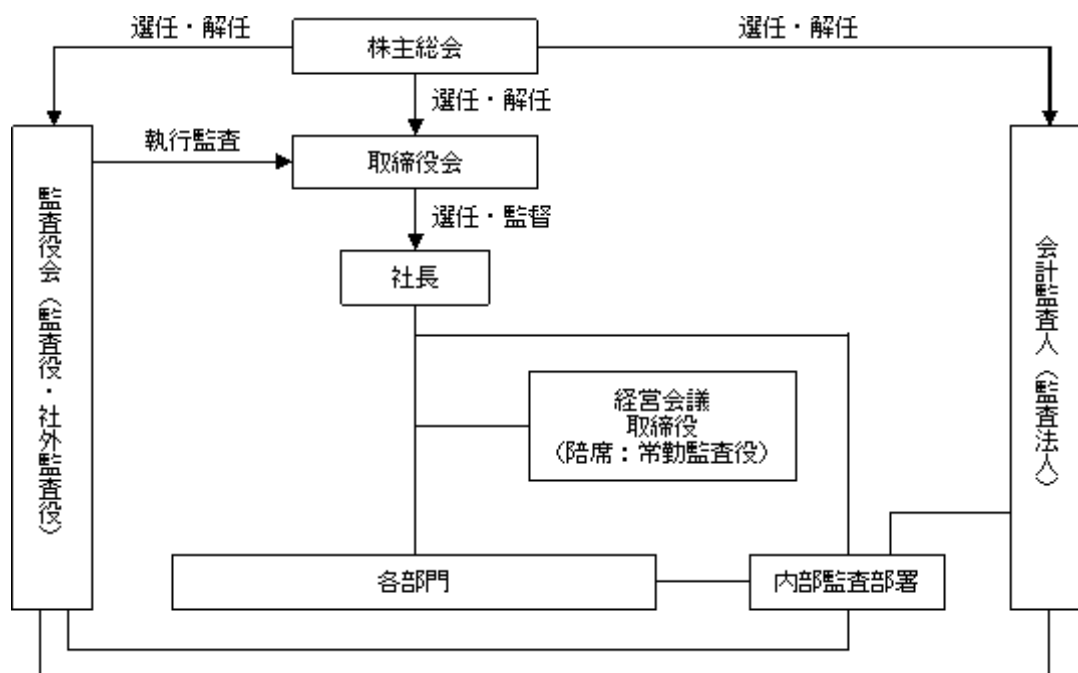 選任・解任
株主総会
選任・解任
選任・解任
執行監査
取締役会
選任・監督
社長
監査役会（監査役・社外監査役）
会計監査人（監査法人）
経営会議
取締役
（陪席：常勤監査役）
各部門
内部監査部署